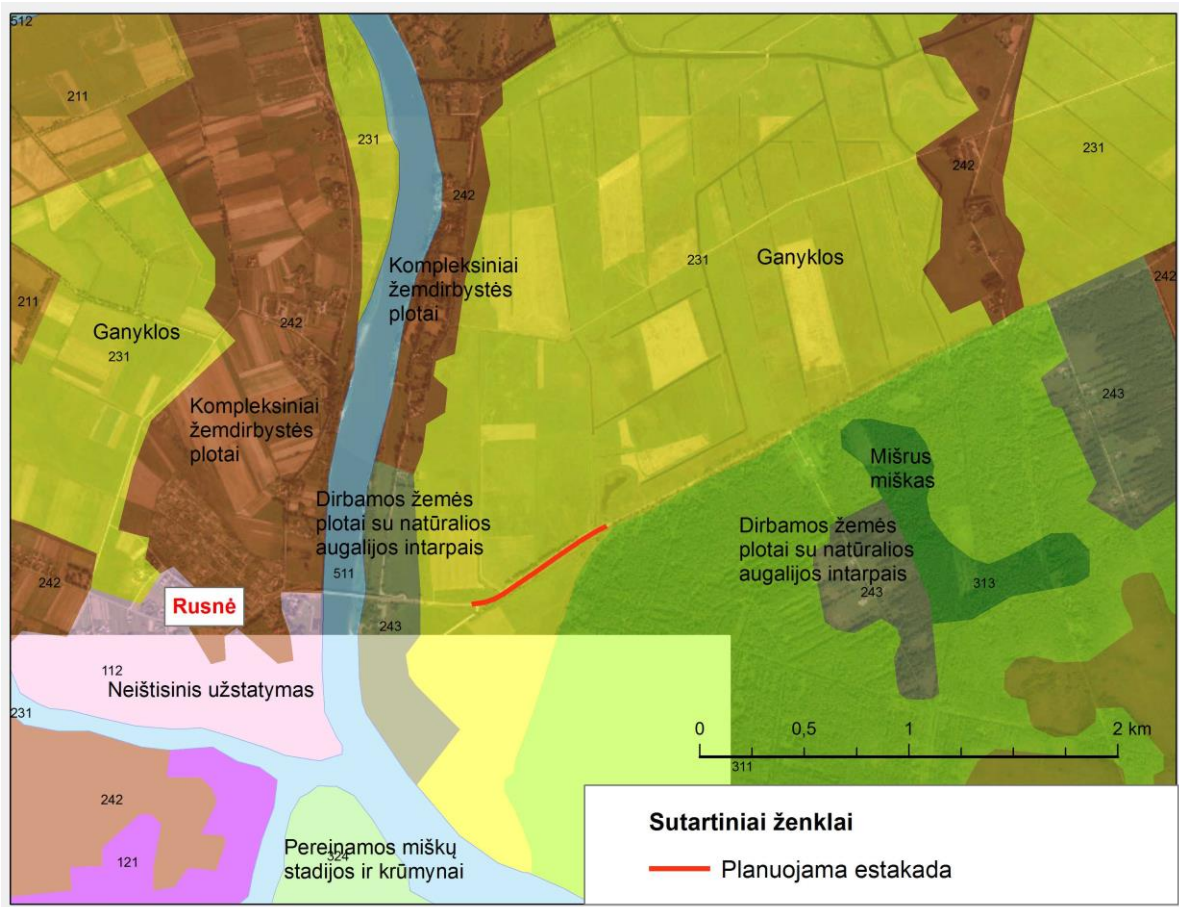 512
211
231
242
231
242
231
Kompleksiniai
žemdirbystės
plotai
Ganyklos
242
211
Ganyklos
231
242
243
Kompleksiniai
žemdirbystės
plotai
Mišrus
miškas
Dirbamos žemės
plotai su natūralios
augalijos intarpais
Dirbamos žemės
plotai su natūralios
augalijos intarpais
511
242
243
313
Rusnė
243
112
Neištisinis užstatymas
231
0 0,5 1 2 km
311
242
121
Pereinamos miškų
324
stadijos ir krūmynai
Sutartiniai ženklai
Planuojama estakada